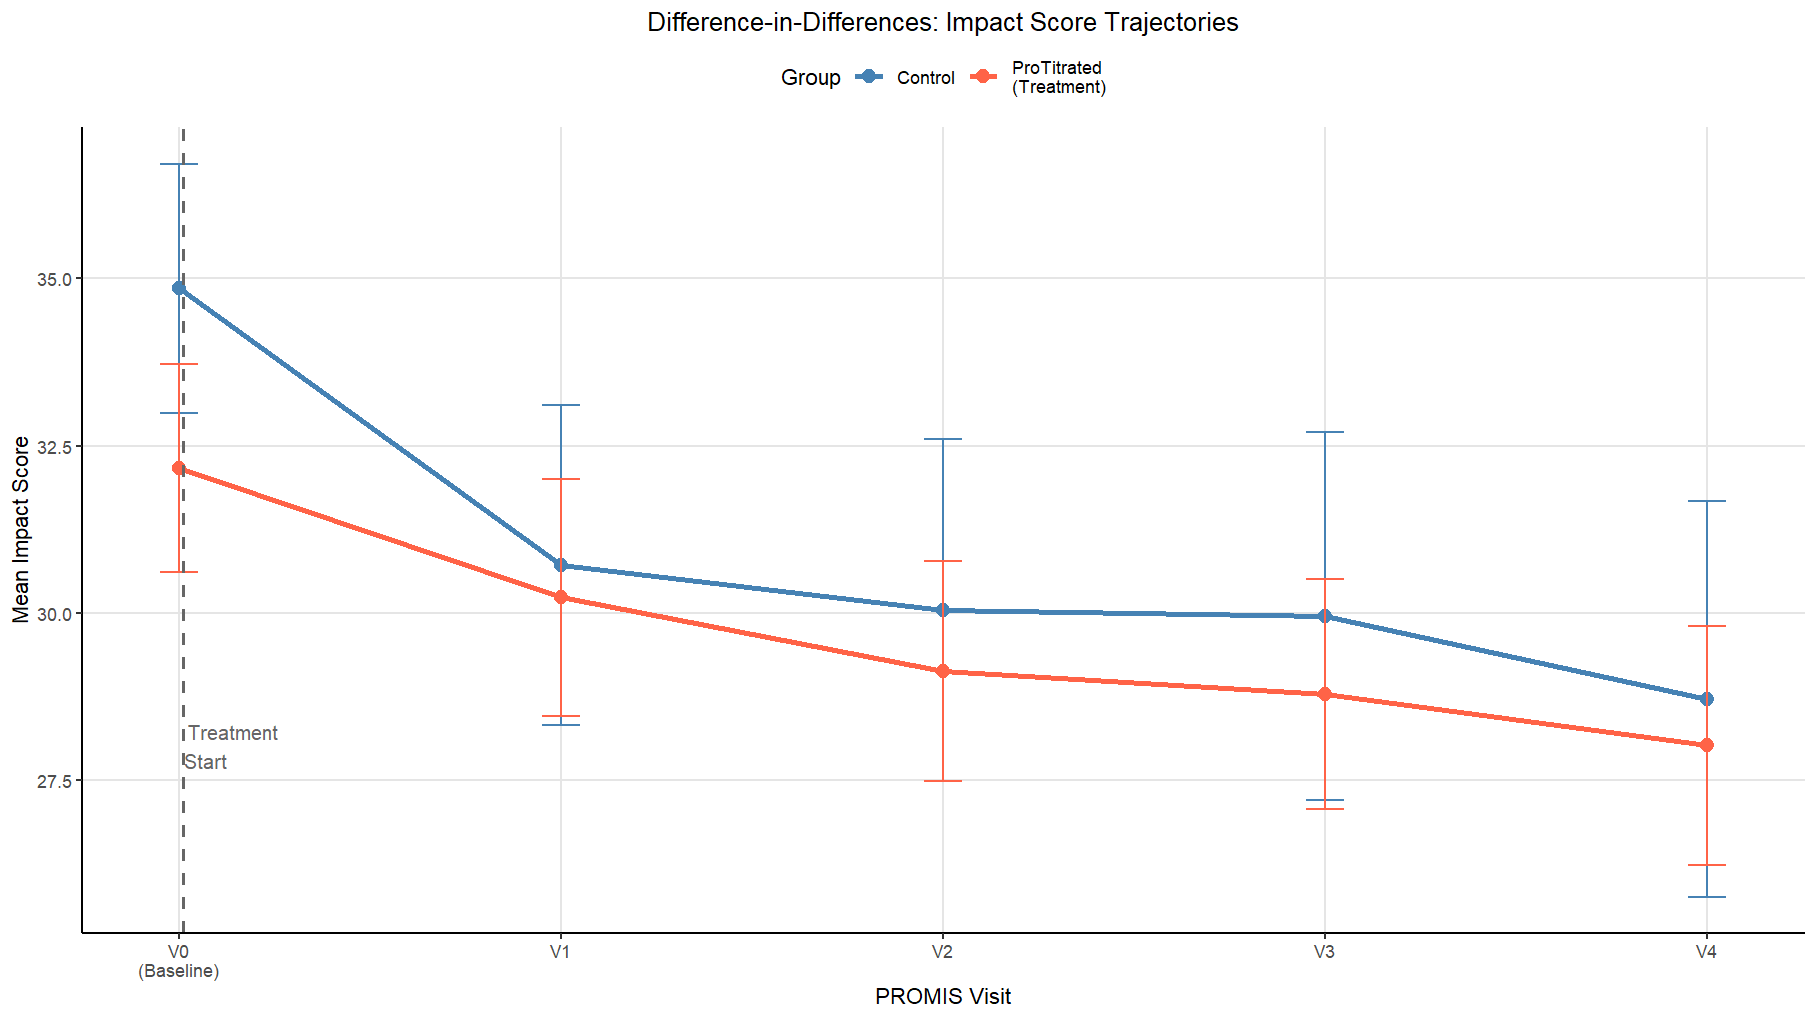 Difference-in-Differences: Impact Score Trajectories
Group Control ProTitrated
(Treatment)
35.0
32.5
30.0
27.5
Mean Impact Score
Treatment
Start
V0 V1 V2 V3 V4
(Baseline)
PROMIS Visit